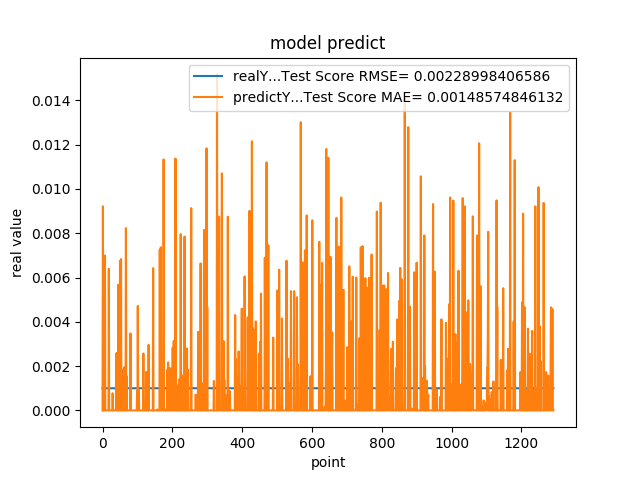 model predict
realY...Test Score RMSE= 0.00228998406586
predictY...Test Score MAE= 0.00148574846132
0.014
0.012
0.010
0.008
0.006
0.004
0.002
0.000
real value
0 200 400 600 800 1000 1200
point